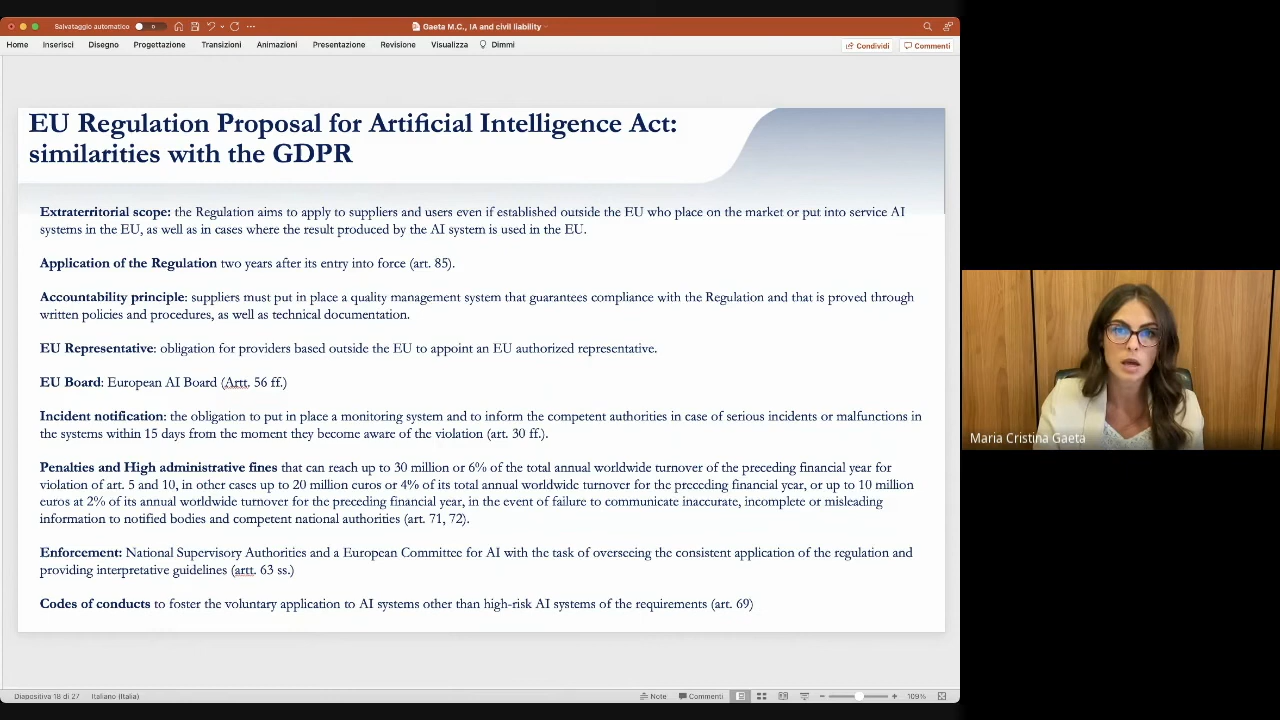 Salvataggio automatico
Gaeta M.C., IA and civil liability
Home Inserisci Disegno Progettazione Transizioni Animazioni Presentazione Revisione Visualizza Dimmi Condividi Commenti
EU Regulation Proposal for Artificial Intelligence Act:
similarities with the GDPR
Extraterritorial scope: the Regulation aims to apply to suppliers and users even if established outside the EU who place on the market or put into service AI
systems in the EU, as well as in cases where the result produced by the AI system is used in the EU.
Application of the Regulation two years after its entry into force (art. 85).
Accountability principle: suppliers must put in place a quality management system that guarantees compliance with the Regulation and that is proved through
written policies and procedures, as well as technical documentation.
EU Representative: obligation for providers based outside the EU to appoint an EU authorized representative.
EU Board: European AI Board (Artt. 56 ff.)
Incident notification: the obligation to put in place a monitoring system and to inform the competent authorities in case of serious incidents or malfunctions in
the systems within 15 days from the moment they become aware of the violation (art. 30 ff.).
Penalties and High administrative fines that can reach up to 30 million or 6% of the total annual worldwide turnover of the preceding financial year for
violation of art. 5 and 10, in other cases up to 20 million euros or 4% of its total annual worldwide turnover for the preceding financial year, or up to 10 million
euros at 2% of its annual worldwide turnover for the preceding financial year, in the event of failure to communicate inaccurate, incomplete or misleading
information to notified bodies and competent national authorities (art. 71, 72).
Enforcement: National Supervisory Authorities and a European Committee for AI with the task of overseeing the consistent application of the regulation and
providing interpretative guidelines (artt. 63 ss.)
Codes of conducts to foster the voluntary application to AI systems other than high-risk AI systems of the requirements (art. 69)
Maria Cristina Gaeta
Diapositiva 18 di 27 Italiano (Italia) Note Commenti 109%